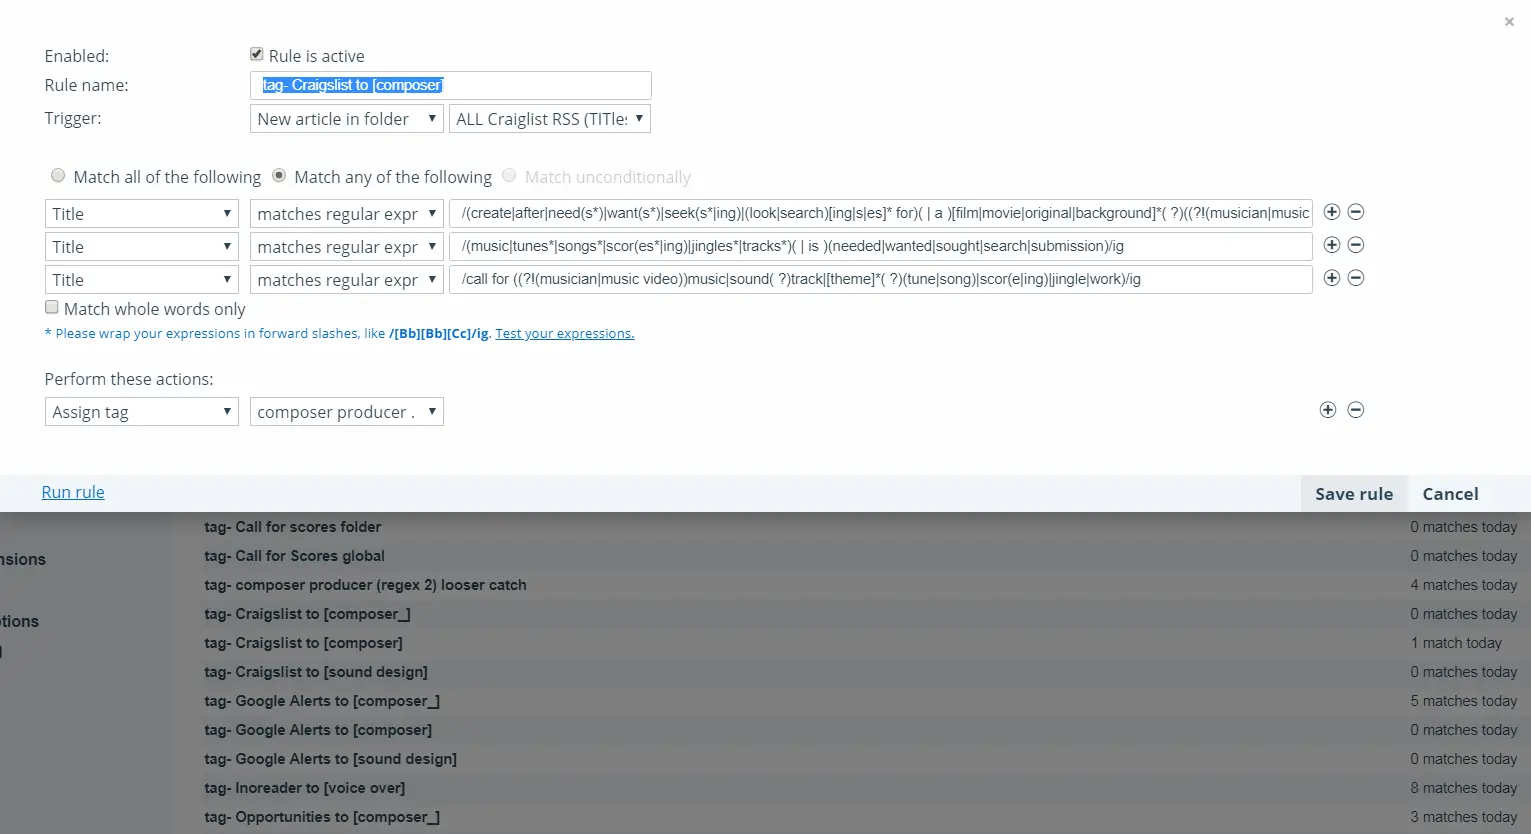 ×
Enabled: Rule is active
Rule name: tag- Craigslist to [composer]
Trigger: New article in folder ALL Craiglist RSS (TITles
Match all of the following Match any of the following Match unconditionally
Title matches regular expr /(create|after|need(s*)|want(s*)|seek(s*|ing)|(look|search)[ing|s|es]* for)( | a )[film|movie|original|background]*( ?)((?!(musician|music
Title matches regular expr /(music|tunes*|songs*|scor(es*|ing)|jingles*|tracks*)( | is )(needed|wanted|sought|search|submission)/ig
Title matches regular expr /call for ((?!(musician|music video))music|sound( ?)track|[theme]*( ?)(tune|song)|scor(e|ing)|jingle|work)/ig
Match whole words only
* Please wrap your expressions in forward slashes, like /[Bb][Bb][Cc]/ig. Test your expressions.
Perform these actions:
Assign tag composer producer .
Run rule Save rule Cancel
tag- Call for scores folder 0 matches today
nsions
tag- Call for Scores global 0 matches today
tag- composer producer (regex 2) looser catch 4 matches today
tag- Craigslist to [composer_] 0 matches today
tions
tag- Craigslist to [composer] 1 match today
tag- Craigslist to [sound design] 0 matches today
tag- Google Alerts to [composer_] 5 matches today
tag- Google Alerts to [composer] 0 matches today
tag- Google Alerts to [sound design] 0 matches today
tag- Inoreader to [voice over] 8 matches today
tag- Opportunities to [composer_] 3 matches today